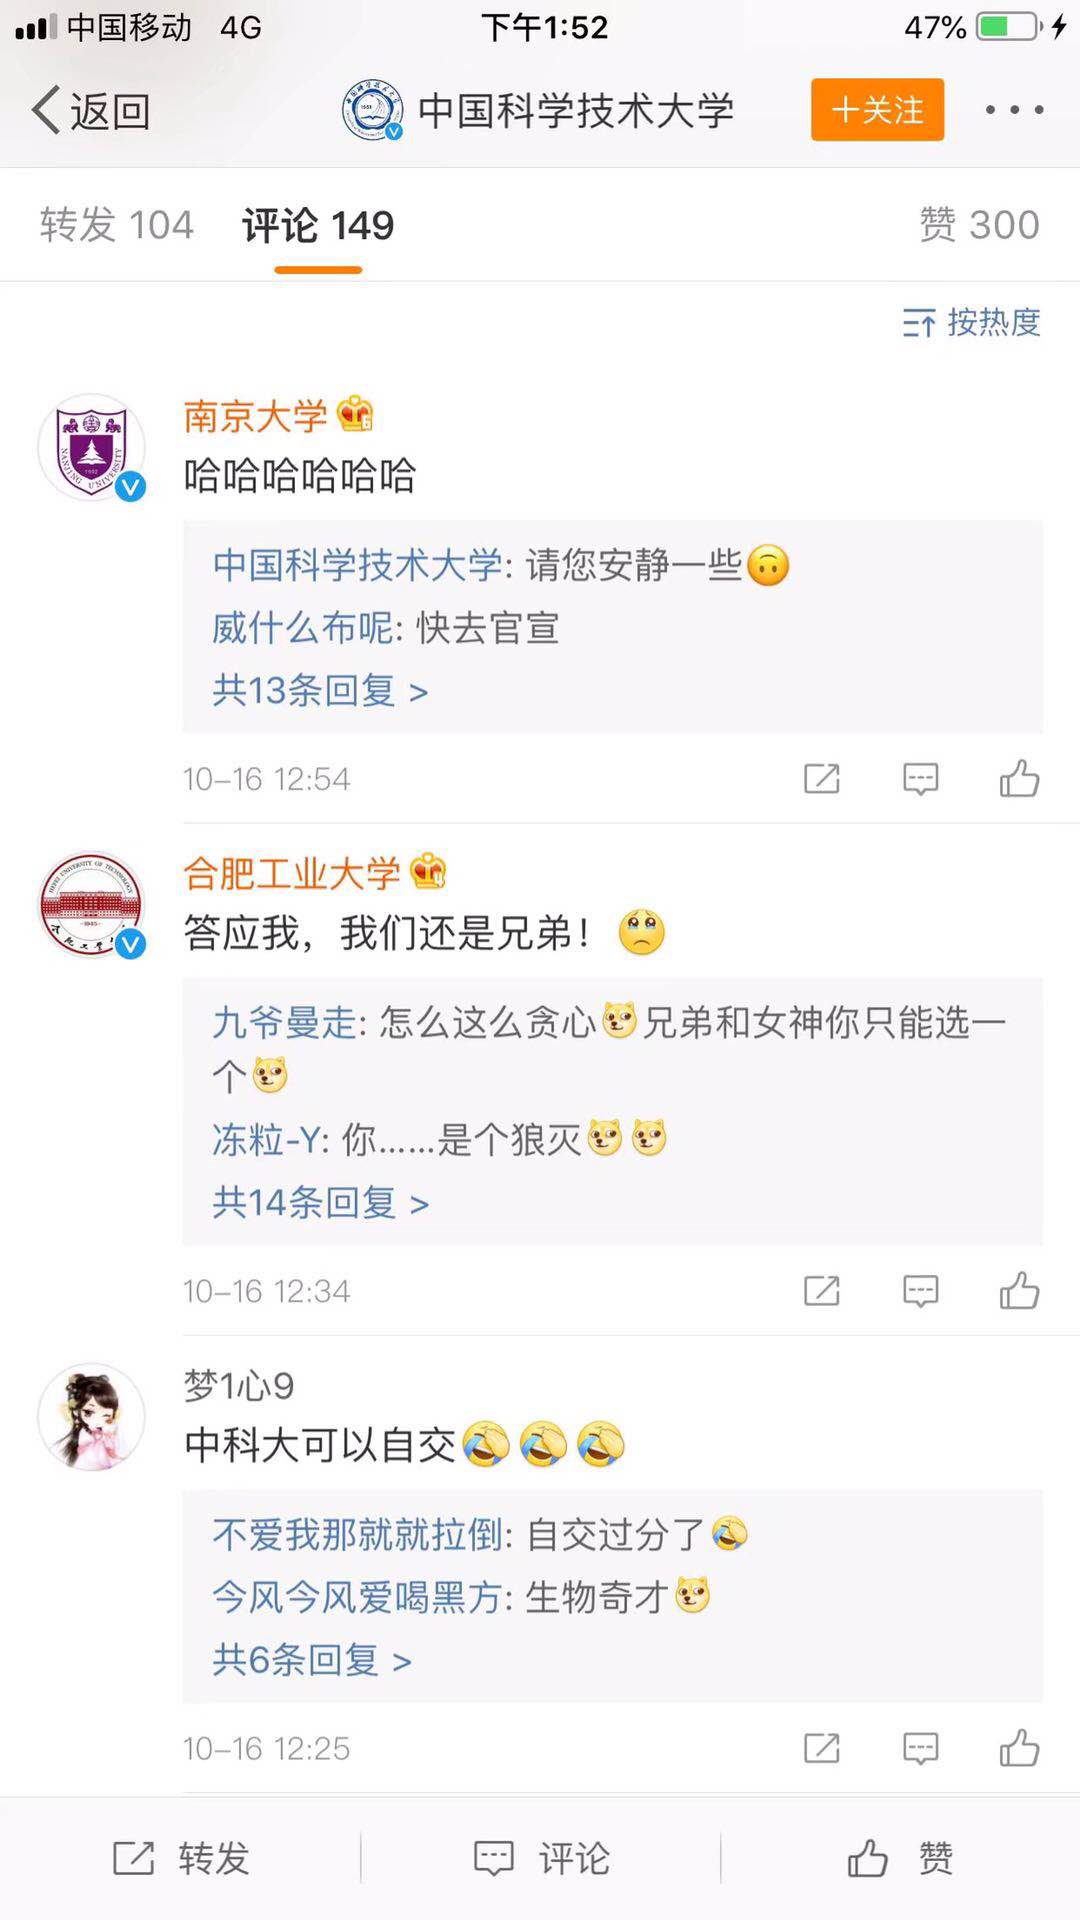 中国移动 4G 下午1:52 47%
返回 中国科学技术大学 十关注
转发 104 评论 149 赞 300
按热度
南京大学
哈哈哈哈哈哈
中国科学技术大学: 请您安静一些🙃
威什么布呢: 快去官宣
共13条回复 >
10-16 12:54
合肥工业大学
答应我，我们还是兄弟！🥺
九爷曼走: 怎么这么贪心兄弟和女神你只能选一
个
冻粒-Y: 你……是个狼灭
共14条回复 >
10-16 12:34
梦1心9
中科大可以自交
不爱我那就就拉倒: 自交过分了
今风今风爱喝黑方: 生物奇才
共6条回复 >
10-16 12:25
转发 评论 赞